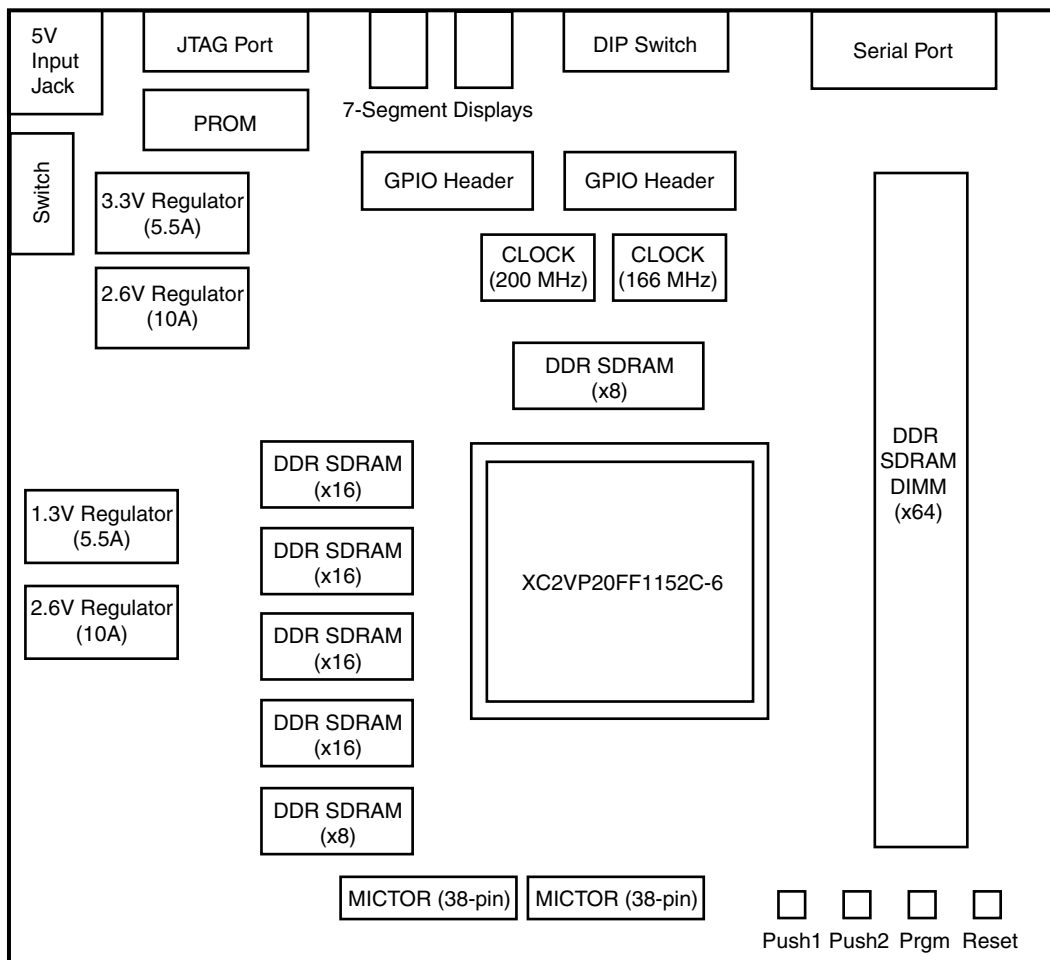 5V
Input
Jack
JTAG Port
DIP Switch
Serial Port
7-Segment Displays
PROM
Switch
GPIO Header
GPIO Header
3.3V Regulator
(5.5A)
CLOCK
(200 MHz)
CLOCK
(166 MHz)
2.6V Regulator
(10A)
DDR SDRAM
(x8)
DDR
SDRAM
DIMM
(x64)
DDR SDRAM
(x16)
1.3V Regulator
(5.5A)
DDR SDRAM
(x16)
XC2VP20FF1152C-6
2.6V Regulator
(10A)
DDR SDRAM
(x16)
DDR SDRAM
(x16)
DDR SDRAM
(x8)
MICTOR (38-pin)
MICTOR (38-pin)
Push1 Push2 Prgm Reset